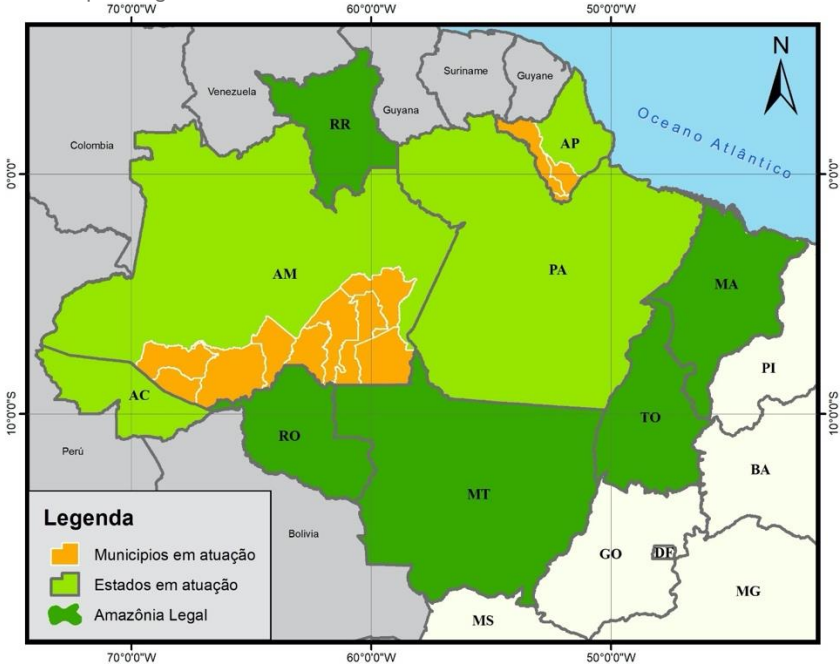 70°0'0"W 60°0'0"W 50°0'0"W
N
Venezuela
Suriname
Guyane
Guyana
Colombia
RR
AP
Oceano Atlântico
0°0'0"
0°0'0"
AM
PA
MA
PI
AC
TO
10°0'0"S
10°0'0"S
RO
Perú
BA
MT
Bolivia
GO
DF
MG
MS
Legenda
Municipios em atuação
Estados em atuação
Amazônia Legal
70°0'0"W 60°0'0"W 50°0'0"W